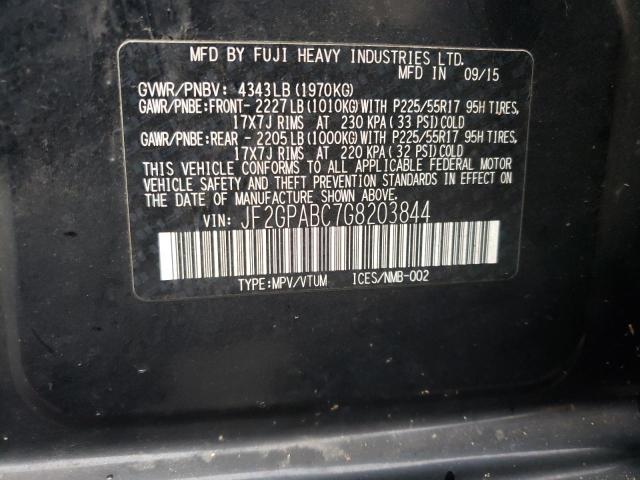 MFD BY FUJI HEAVY INDUSTRIES LTD.
MFD IN 09/15
GVWR/PNBV: 4343LB(1970KG)
GAWR/PNBE:FRONT- 2227LB(1010KG)WITH P225/55R17 95H TIRES,
17X7J RIMS AT 230 KPA(33 PSI)COLD
GAWR/PNBE:REAR - 2205LB(1000KG)WITH P225/55R17 95H TIRES,
17X7J RIMS AT 220 KPA(32 PSI)COLD
THIS VEHICLE CONFORMS TO ALL APPLICABLE FEDERAL MOTOR
VEHICLE SAFETY AND THEFT PREVENTION STANDARDS IN EFFECT ON
THE DATE OF MANUFACTURE SHOWN ABOVE.
VIN: JF2GPABC7G8203844
TYPE:MPV/VTUM ICES/NMB-002